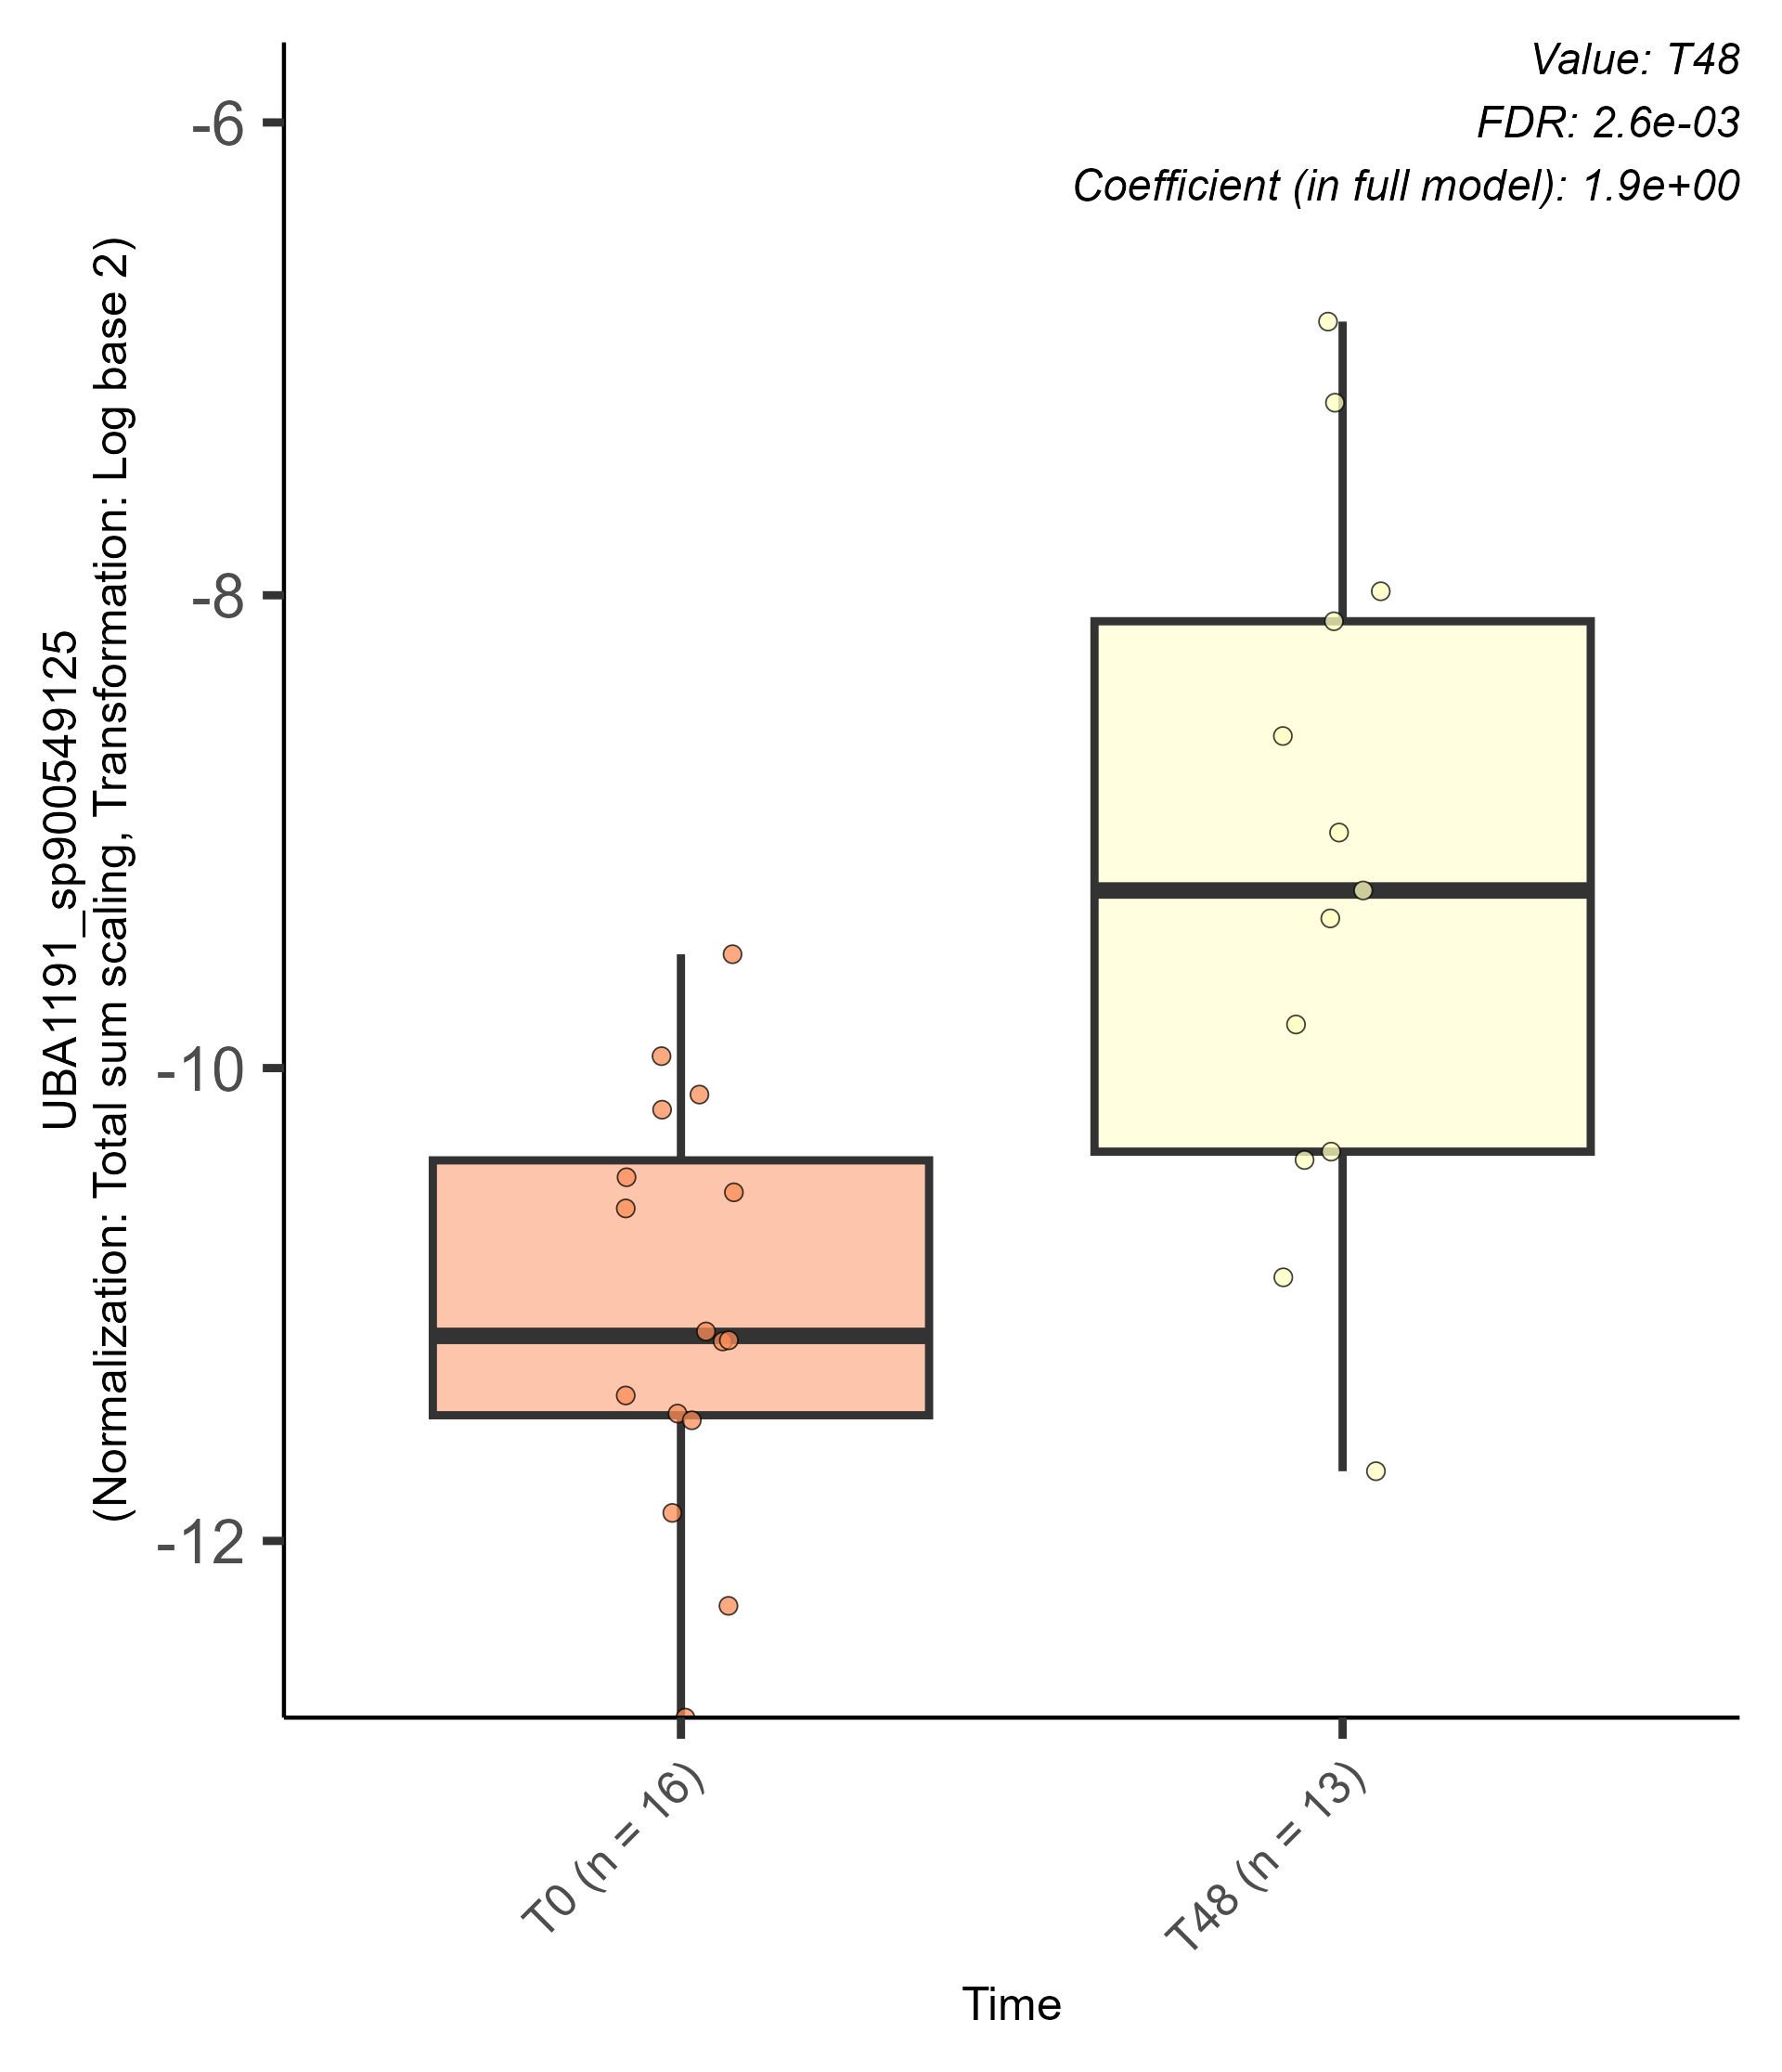 Value: T48
FDR: 2.6e-03
Coefficient (in full model): 1.9e+00
UBA1191_sp900549125
(Normalization: Total sum scaling, Transformation: Log base 2)
-6
-8
-10
-12
T0 (n = 16)
T48 (n = 13)
Time